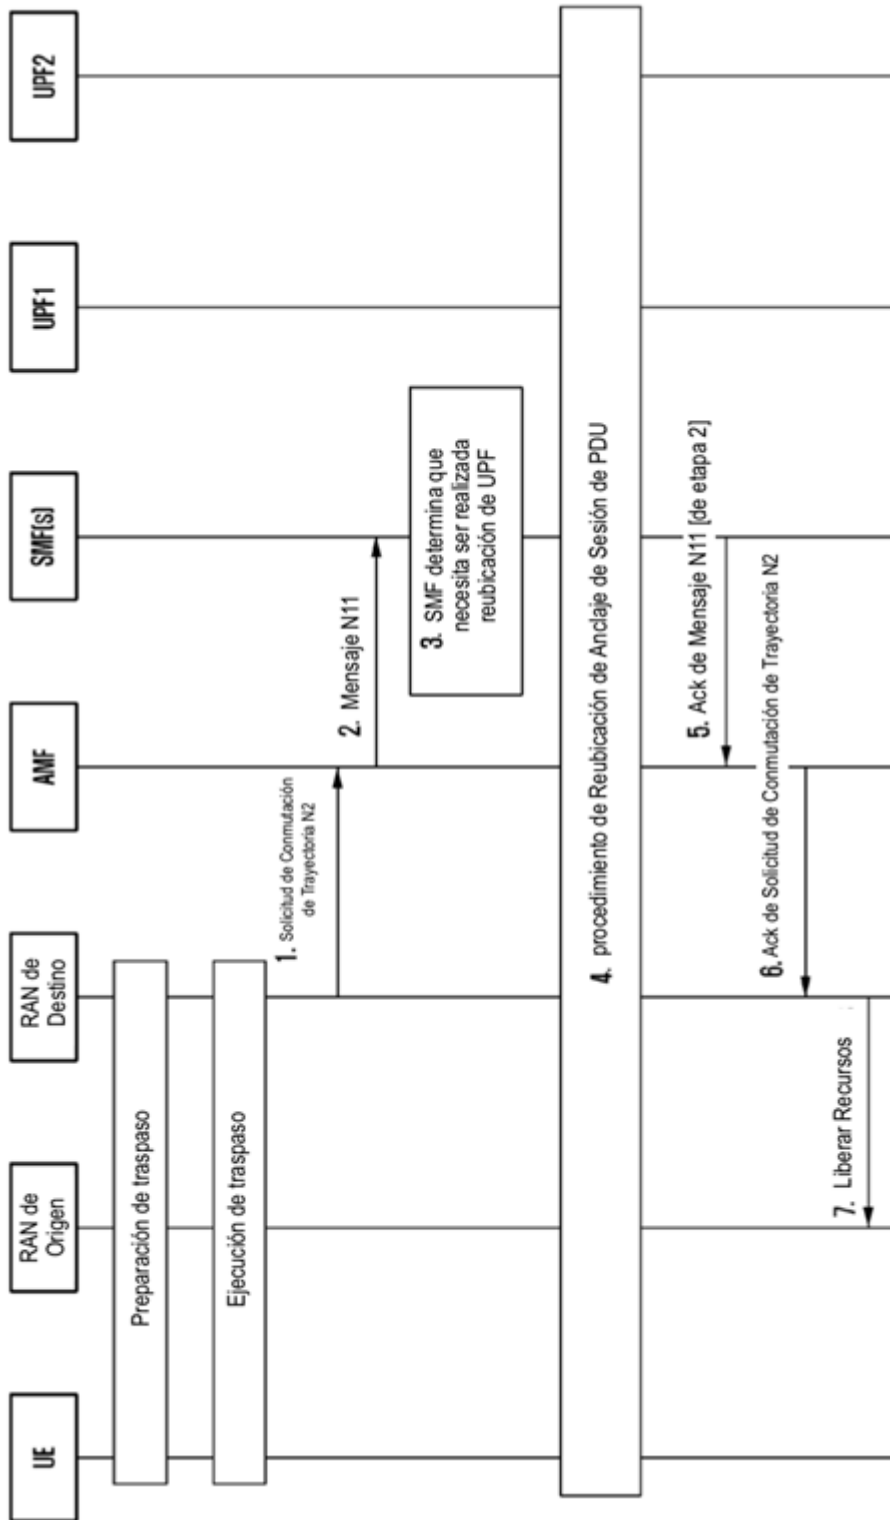 UE
RAN de
Origen
RAN de
Destino
AMF
SMF(s)
UPF1
UPF2
Preparación de traspaso
Ejecución de traspaso
1. Solicitud de Conmutación
de Trayectoria N2
2. Mensaje N11
3. SMF determina que
necesita ser realizada
reubicación de UPF
4. procedimiento de Reubicación de Anclaje de Sesión de PDU
5. Ack de Mensaje N11 [de etapa 2]
6. Ack de Solicitud de Conmutación de Trayectoria N2
7. Liberar Recursos